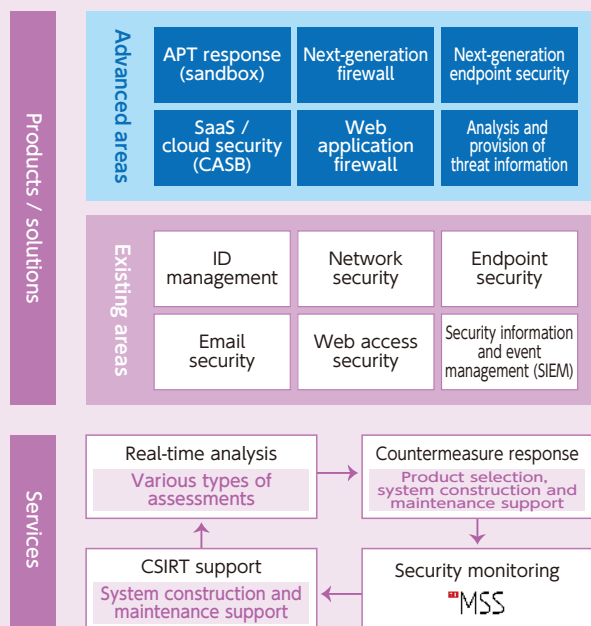 Products / solutions
Advanced areas
APT response
(sandbox)
Next-generation
firewall
Next-generation
endpoint security
SaaS /
cloud security
(CASB)
Web
application
firewall
Analysis and
provision of
threat information
Existing areas
ID
management
Network
security
Endpoint
security
Email
security
Web access
security
Security information
and event
management (SIEM)
Services
Real-time analysis
Various types of
assessments
Countermeasure response
Product selection,
system construction and
maintenance support
CSIRT support
System construction and
maintenance support
Security monitoring
MSS